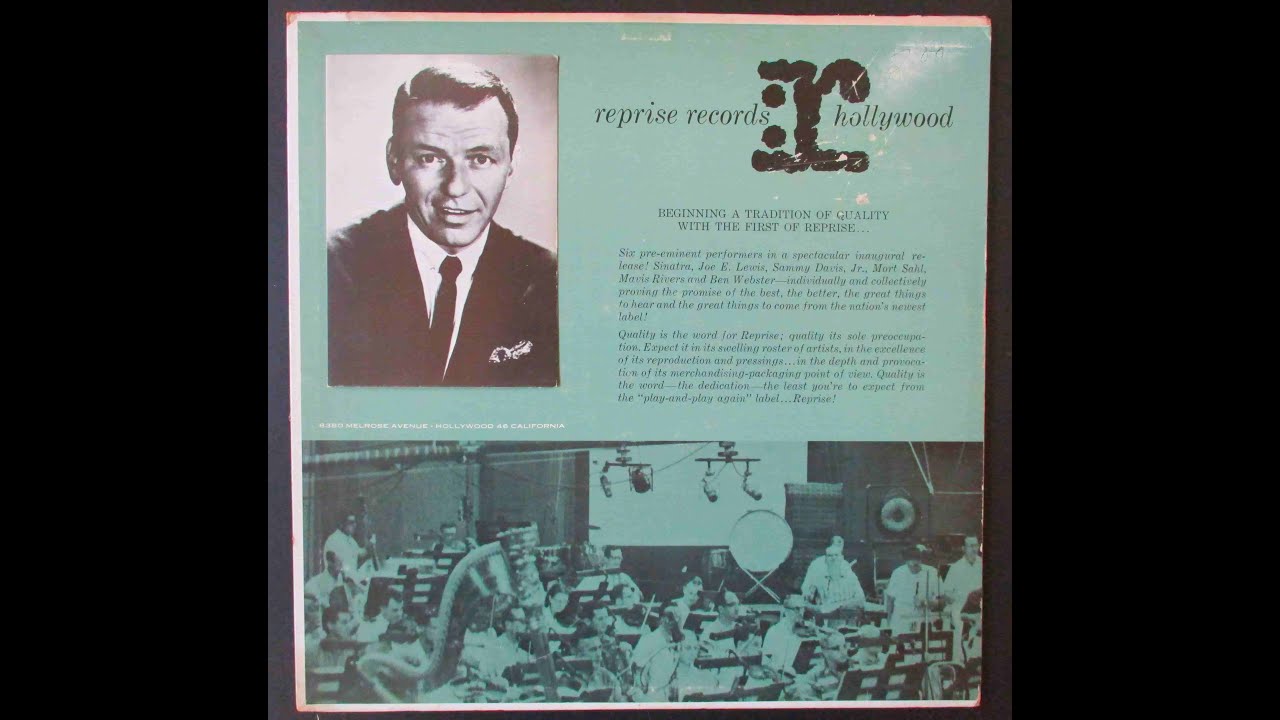 reprise records r hollywood
BEGINNING A TRADITION OF QUALITY
WITH THE FIRST OF REPRISE...
Six pre-eminent performers in a spectacular inaugural re-
lease! Sinatra, Joe E. Lewis, Sammy Davis, Jr., Mort Sahl,
Mavis Rivers and Ben Webster—individually and collectively
proving the promise of the best, the better, the great things
to hear and the great things to come from the nation's newest
label!
Quality is the word for Reprise; quality its sole preoccupa-
tion. Expect it in its swelling roster of artists, in the excellence
of its reproduction and pressings...in the depth and provoca-
tion of its merchandising-packaging point of view. Quality is
the word—the dedication—the least you're to expect from
the "play-and-play again" label...Reprise!
6380 MELROSE AVENUE · HOLLYWOOD 46 CALIFORNIA